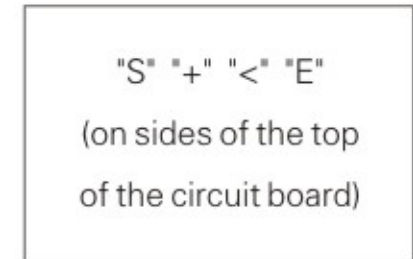 "S" "+" "<" "E"
(on sides of the top
of the circuit board)